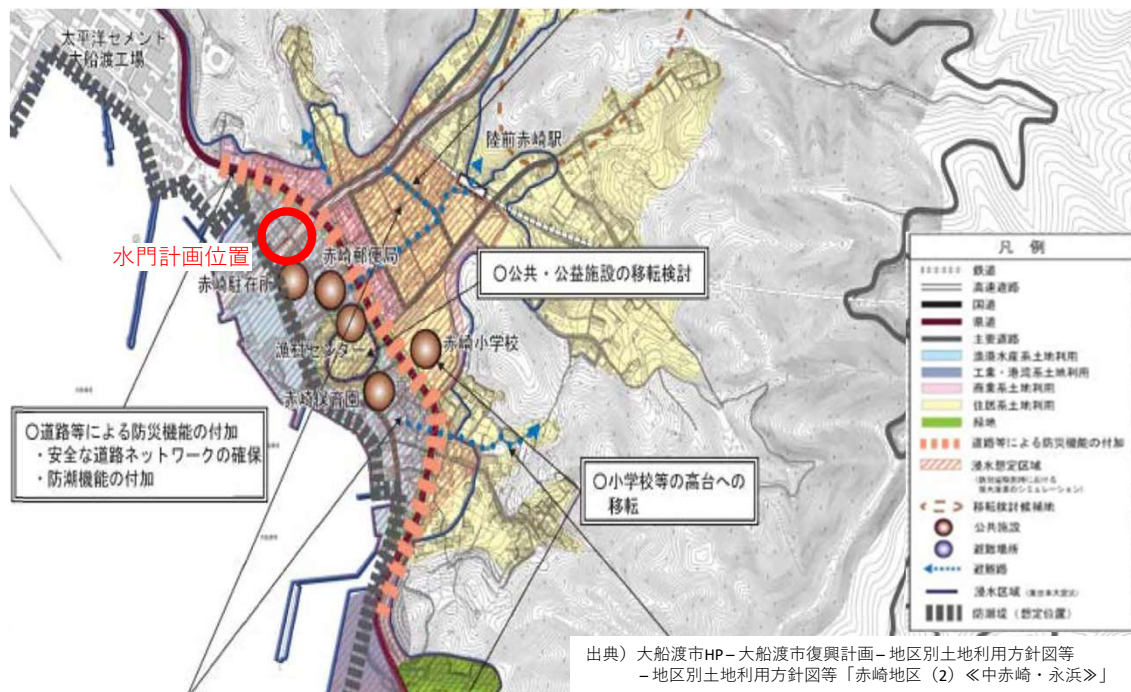 太平洋セメント
大船渡工場
陸前赤崎駅
水門計画位置
赤崎郵便局
赤崎駐在所
○公共・公益施設の移転検討
漁村センター
赤崎小学校
赤崎保育園
○道路等による防災機能の付加
・安全な道路ネットワークの確保
・防潮機能の付加
○小学校等の高台への
移転
凡例
鉄道
高速道路
国道
県道
主要道路
漁港水産系土地利用
工業・港湾系土地利用
商業系土地利用
住居系土地利用
緑地
道路等による防災機能の付加
浸水想定区域
移転検討候補地
公共施設
避難場所
避難路
浸水区域（東日本大震災）
防潮堤（想定位置）
出典）大船渡市HP－大船渡市復興計画－地区別土地利用方針図等
－地区別土地利用方針図等「赤崎地区（2）≪中赤崎・永浜≫」